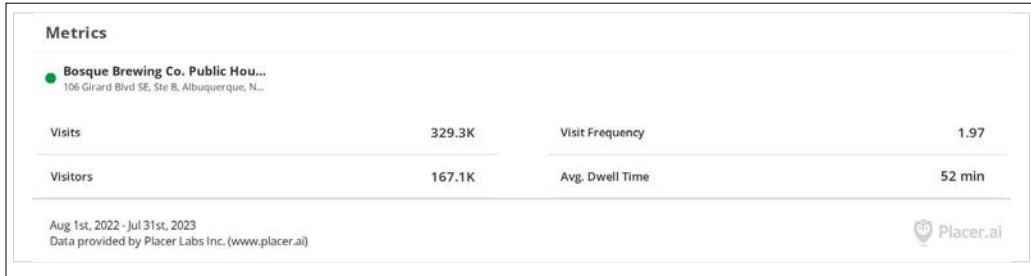 Metrics
Bosque Brewing Co. Public Hou...
106 Girard Blvd SE, Ste B, Albuquerque, N...
Visits 329.3K Visit Frequency 1.97
Visitors 167.1K Avg. Dwell Time 52 min
Aug 1st, 2022 - Jul 31st, 2023
Data provided by Placer Labs Inc. (www.placer.ai)
Placer.ai